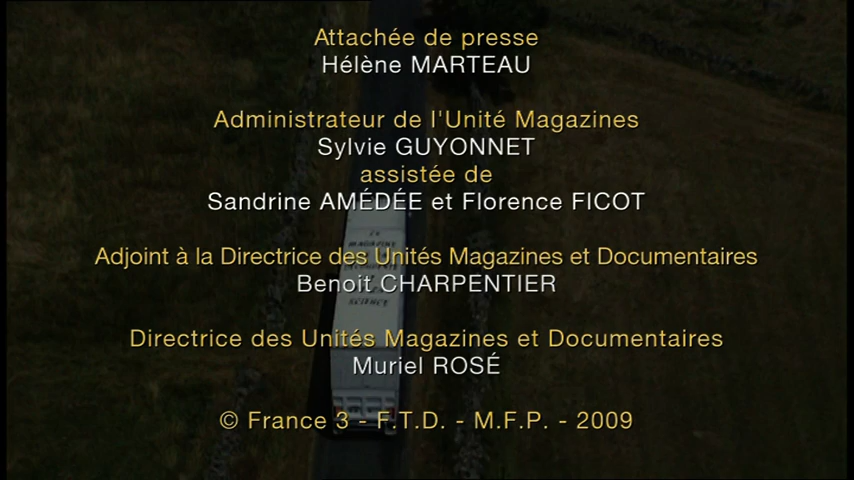 Attachée de presse
Hélène MARTEAU
Administrateur de l'Unité Magazines
Sylvie GUYONNET
assistée de
Sandrine AMÉDÉE et Florence FICOT
Adjoint à la Directrice des Unités Magazines et Documentaires
Benoit CHARPENTIER
Directrice des Unités Magazines et Documentaires
Muriel ROSÉ
© France 3 - F.T.D. - M.F.P. - 2009
MAGAZINE
SCIENCE